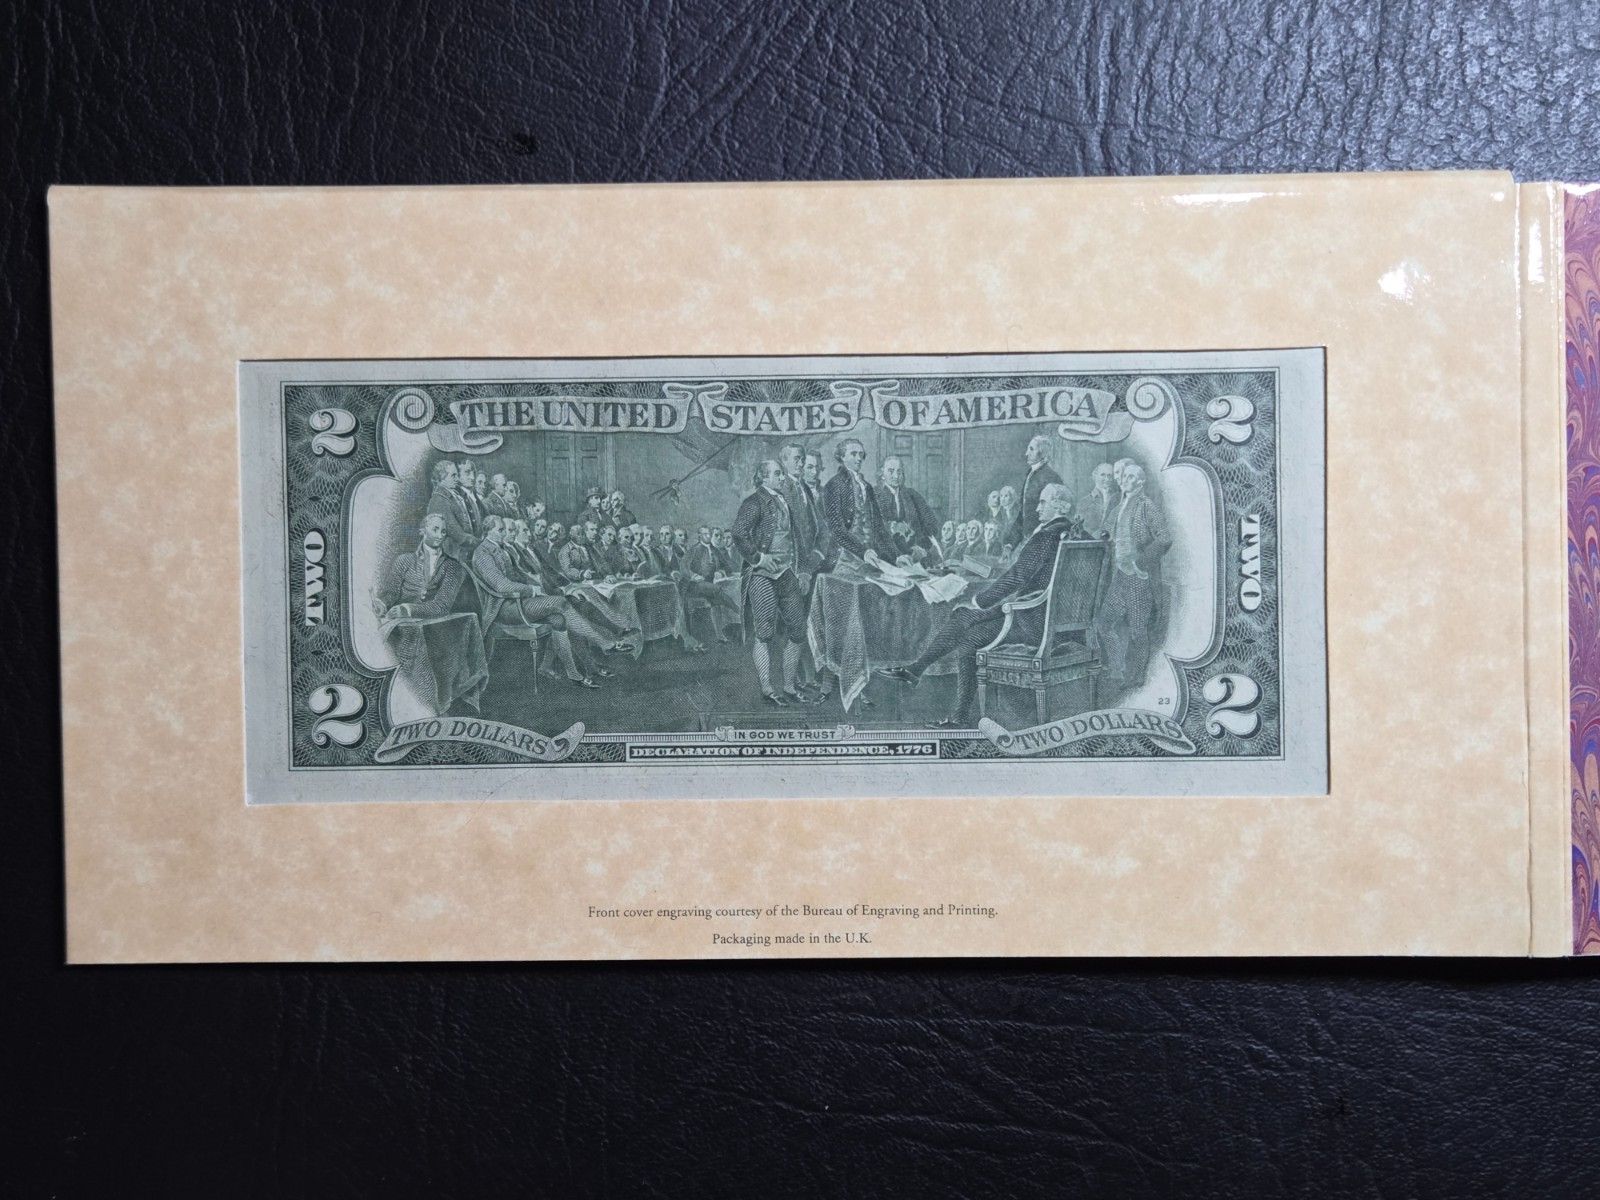 2 THE UNITED STATES OF AMERICA 2
TWO TWO
23
2 TWO DOLLARS IN GOD WE TRUST TWO DOLLARS 2
DECLARATION OF INDEPENDENCE, 1776
Front cover engraving courtesy of the Bureau of Engraving and Printing.
Packaging made in the U.K.